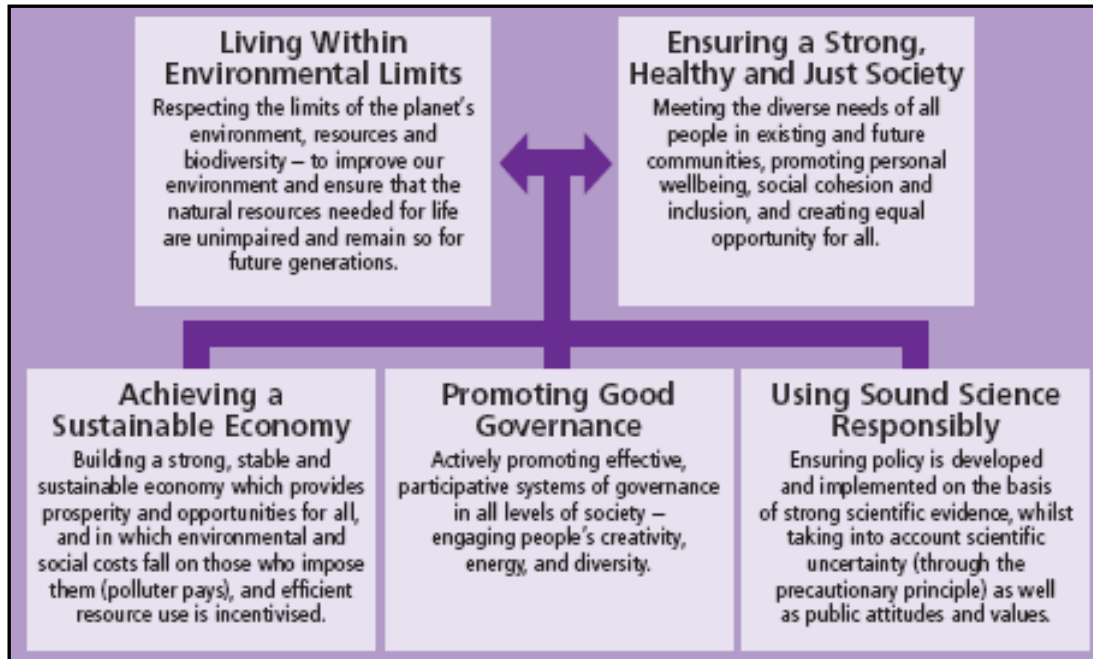 Living Within
Environmental Limits
Respecting the limits of the planet's
environment, resources and
biodiversity – to improve our
environment and ensure that the
natural resources needed for life
are unimpaired and remain so for
future generations.
Ensuring a Strong,
Healthy and Just Society
Meeting the diverse needs of all
people in existing and future
communities, promoting personal
wellbeing, social cohesion and
inclusion, and creating equal
opportunity for all.
Achieving a
Sustainable Economy
Building a strong, stable and
sustainable economy which provides
prosperity and opportunities for all,
and in which environmental and
social costs fall on those who impose
them (polluter pays), and efficient
resource use is incentivised.
Promoting Good
Governance
Actively promoting effective,
participative systems of governance
in all levels of society –
engaging people's creativity,
energy, and diversity.
Using Sound Science
Responsibly
Ensuring policy is developed
and implemented on the basis
of strong scientific evidence, whilst
taking into account scientific
uncertainty (through the
precautionary principle) as well
as public attitudes and values.